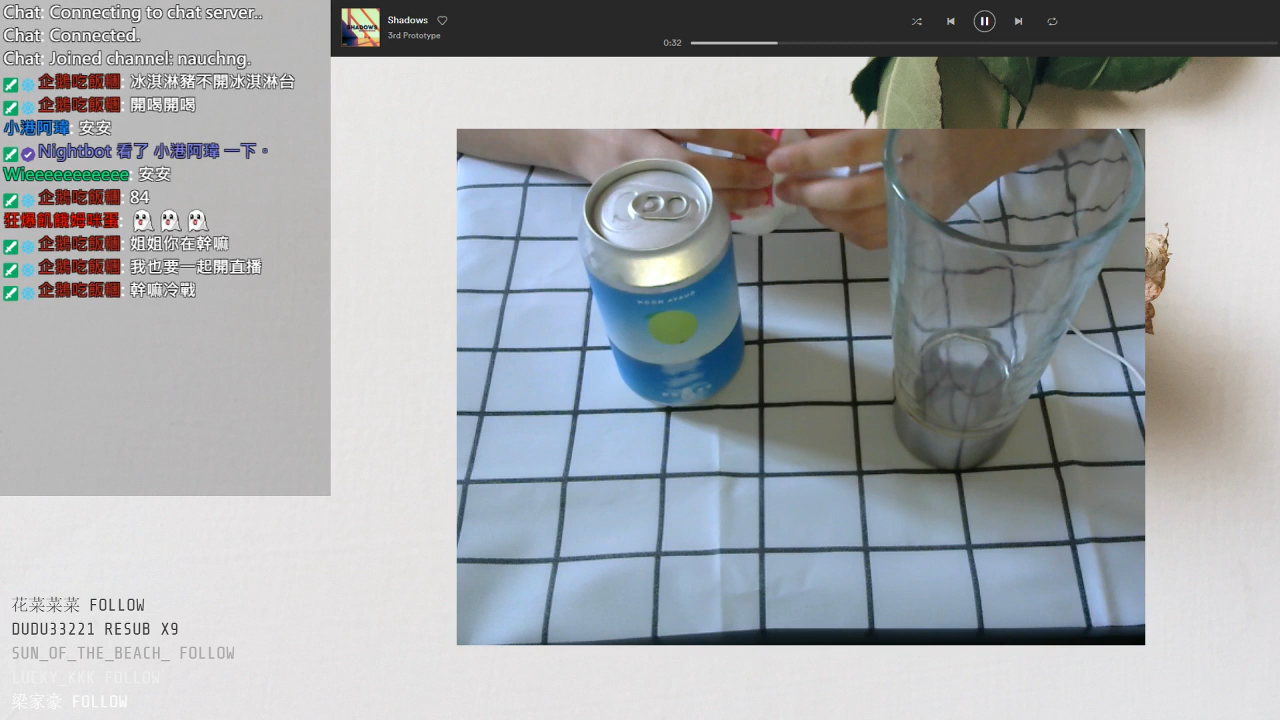 Chat: Connecting to chat server..
Chat: Connected.
Chat: Joined channel: nauchng.
企鵝吃飯糰: 冰淇淋豬不開冰淇淋台
企鵝吃飯糰: 開喝開喝
小港阿瑋: 安安
Nightbot 看了 小港阿瑋 一下。
Wieeeeeeeeeee: 安安
企鵝吃飯糰: 84
狂爆飢餓姆咪蛋:
企鵝吃飯糰: 姐姐你在幹嘛
企鵝吃飯糰: 我也要一起開直播
企鵝吃飯糰: 幹嘛冷戰
SHADOWS
Shadows
3rd Prototype
0:32
花菜菜菜 FOLLOW
DUDU33221 RESUB X9
SUN_OF_THE_BEACH_ FOLLOW
LUCKY_KKK FOLLOW
梁家豪 FOLLOW